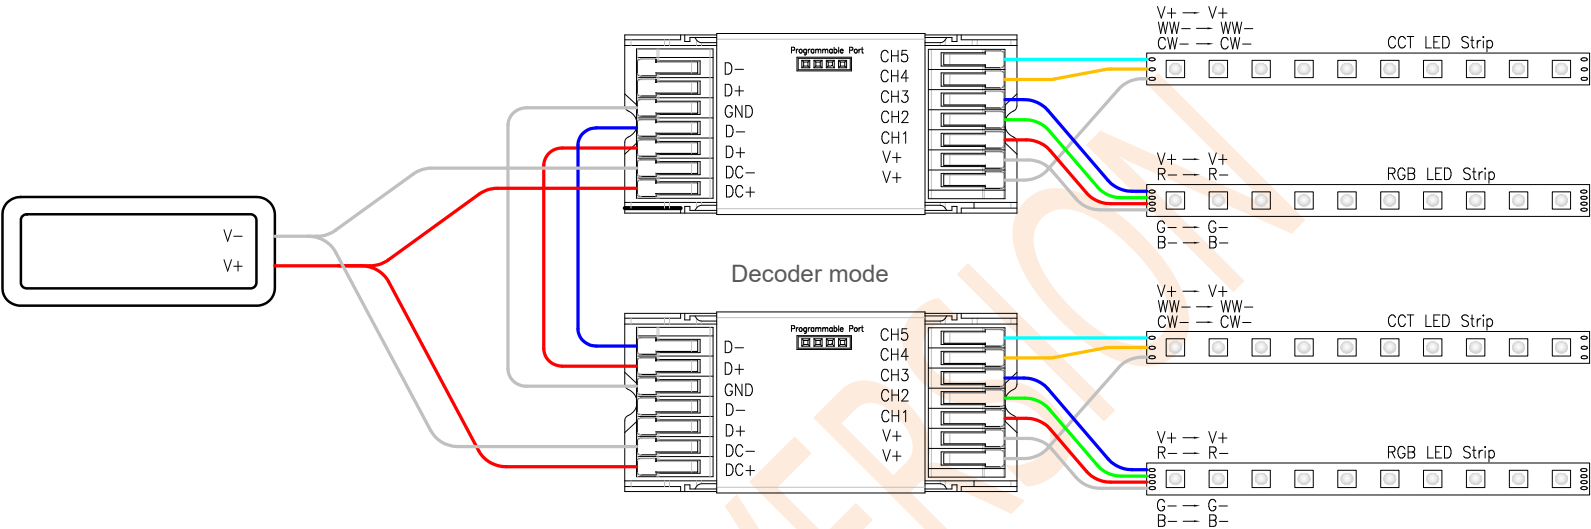 V+ → V+
WW- → WW-
CW- → CW-
CCT LED Strip
Programmable Port
D-
D+
GND
D-
D+
DC-
DC+
CH5
CH4
CH3
CH2
CH1
V+
V+
V+ → V+
R- → R-
RGB LED Strip
G- → G-
B- → B-
V-
V+
Decoder mode
V+ → V+
WW- → WW-
CW- → CW-
CCT LED Strip
Programmable Port
D-
D+
GND
D-
D+
DC-
DC+
CH5
CH4
CH3
CH2
CH1
V+
V+
V+ → V+
R- → R-
RGB LED Strip
G- → G-
B- → B-
VERSION